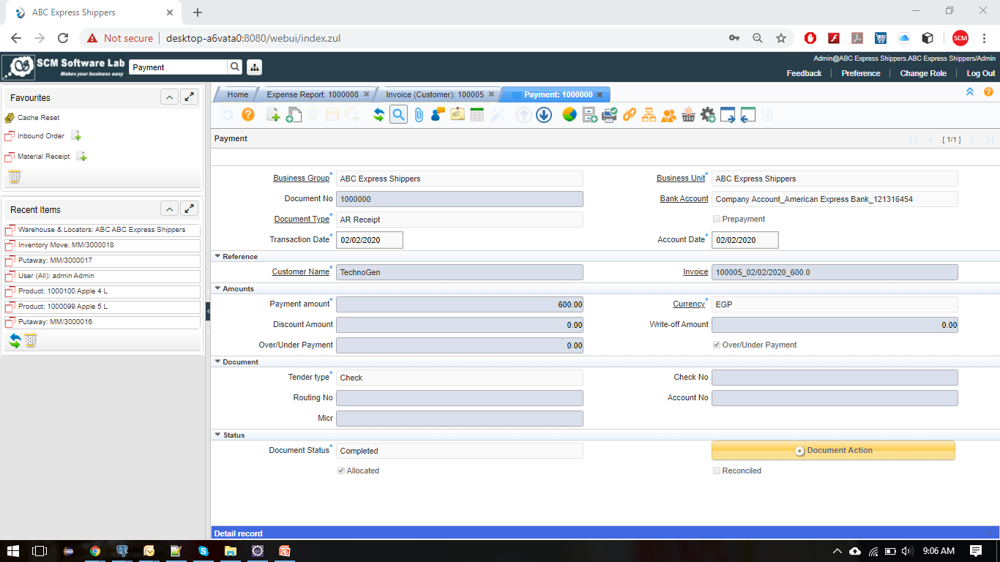 ABC Express Shippers
Not secure desktop-a6vata0:8080/webui/index.zul
SCM
SCM Software Lab
Makes your business easy
Payment
Admin@ABC Express Shippers.ABC Express Shippers/Admin
Feedback Preference Change Role Log Out
Favourites
Cache Reset
Inbound Order
Material Receipt
Recent Items
Warehouse & Locators: ABC ABC Express Shippers
Inventory Move: MM/3000018
Putaway: MM/3000017
User (All): admin Admin
Product: 1000100 Apple 4 L
Product: 1000099 Apple 5 L
Putaway: MM/3000016
Home Expense Report: 1000008 Invoice (Customer): 100005 Payment: 1000000
Payment [ 1/1 ]
Business Group* ABC Express Shippers Business Unit* ABC Express Shippers
Document No 1000000 Bank Account Company Account_American Express Bank_121316454
Document Type* AR Receipt Prepayment
Transaction Date* 02/02/2020 Account Date* 02/02/2020
Reference
Customer Name* TechnoGen Invoice 100005_02/02/2020_600.0
Amounts
Payment amount* 600.00 Currency* EGP
Discount Amount 0.00 Write-off Amount 0.00
Over/Under Payment 0.00 Over/Under Payment
Document
Tender type* Check Check No
Routing No Account No
Micr
Status
Document Status* Completed Document Action
Allocated Reconciled
Detail record
9:06 AM